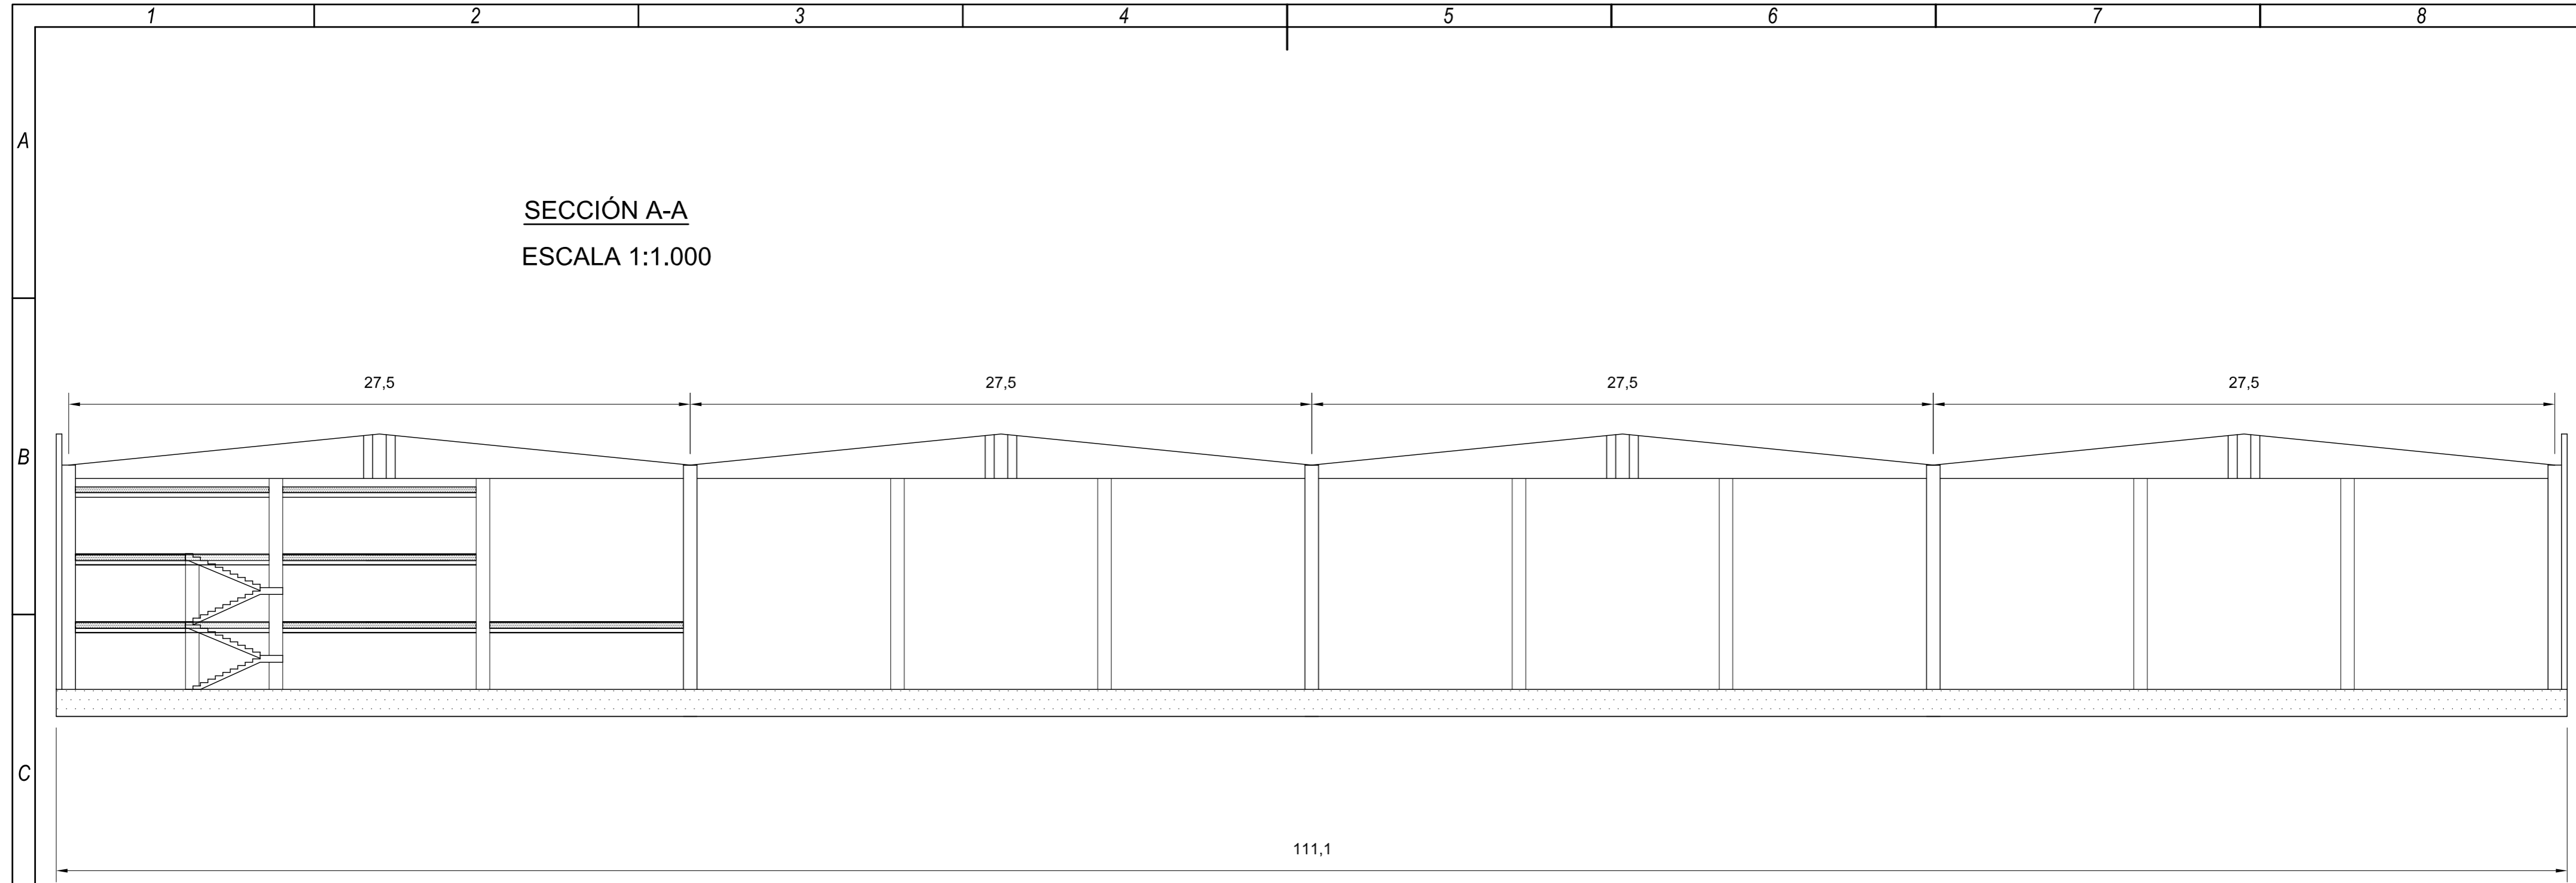 1 2 3 4 5 6 7 8
A
SECCIÓN A-A
ESCALA 1:1.000
27,5 27,5 27,5 27,5
B
C
111,1